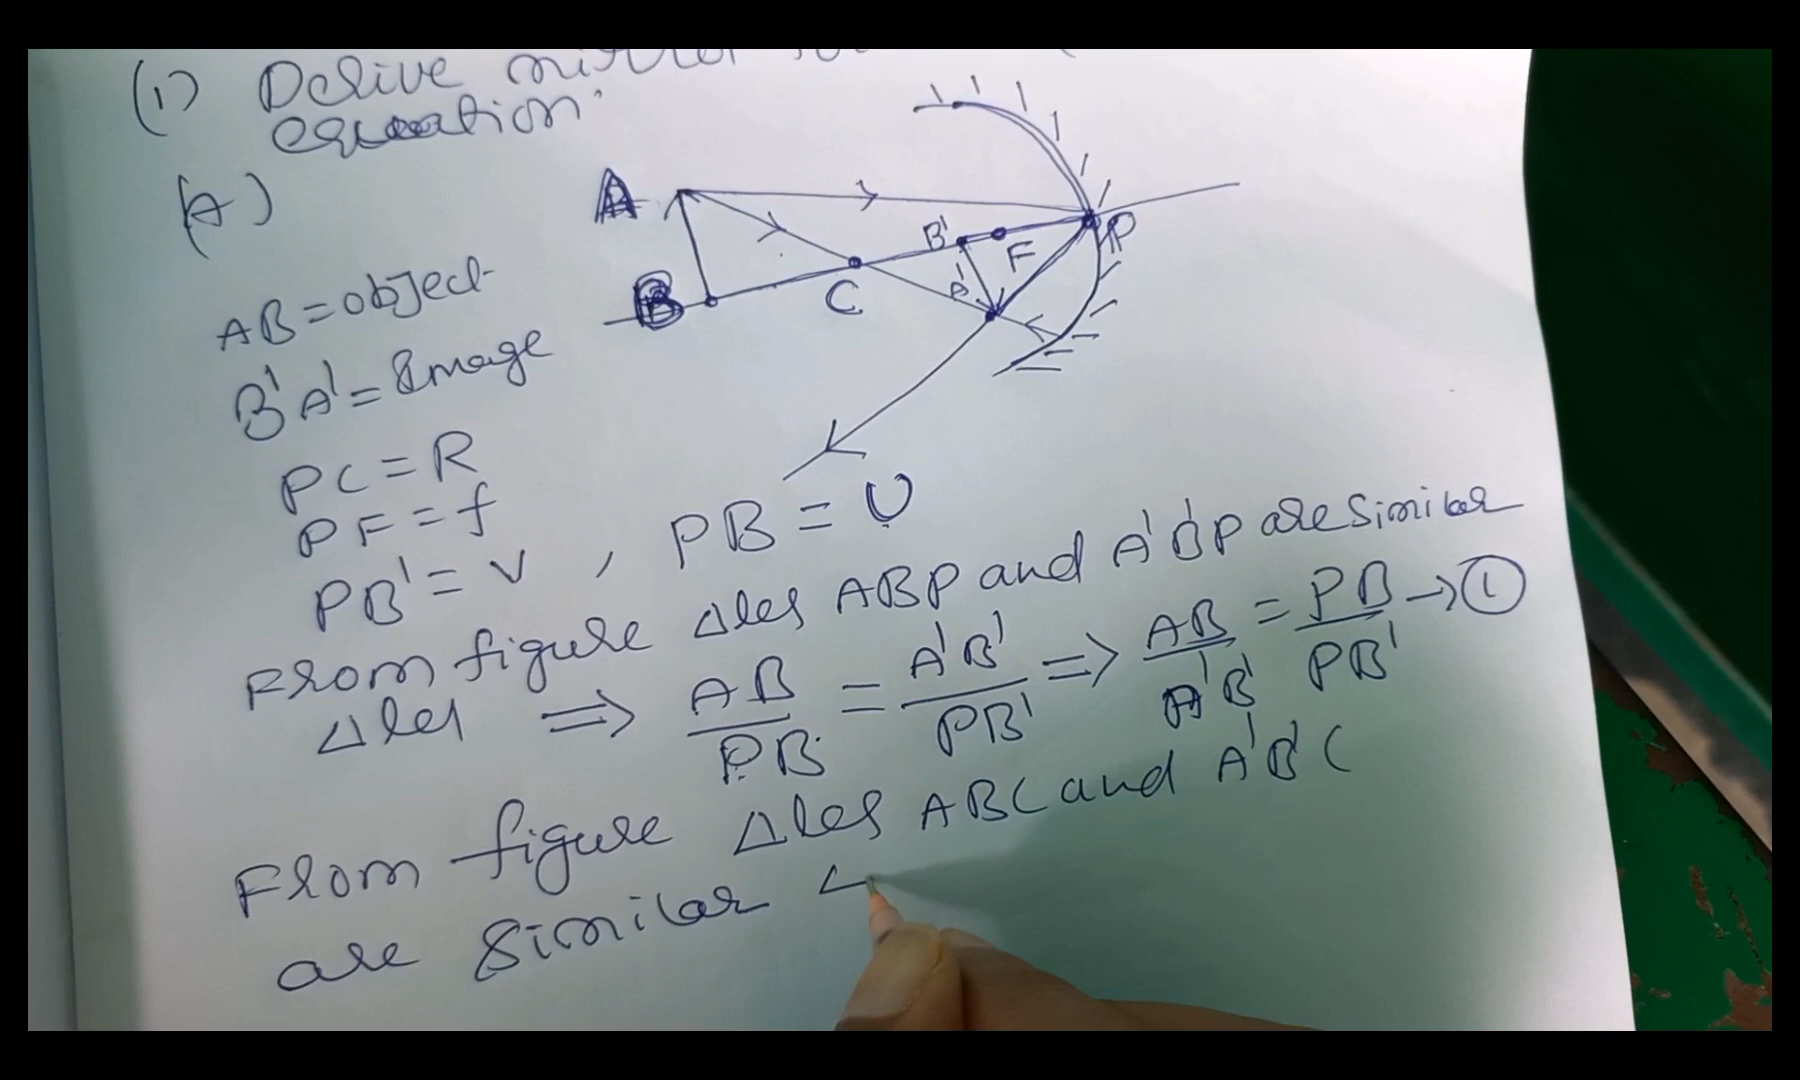 (1) Derive mirror
equation.
(A)
A
B
C
B'
F
A'
P
AB = object
B'A' = Image
PC = R
PF = f
PB' = v , PB = U
From figure Δles ABP and A'B'P are similar
Δles ⇒ AB/PB = A'B'/PB' ⇒ AB/A'B' = PB/PB' → ①
From figure Δles ABC and A'B'C
are similar